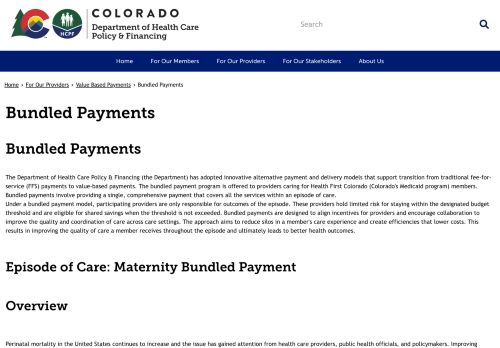 COLORADO
Department of Health Care
Policy & Financing
HCPF
Search
Home For Our Members For Our Providers For Our Stakeholders About Us
Home › For Our Providers › Value Based Payments › Bundled Payments
Bundled Payments
Bundled Payments
The Department of Health Care Policy & Financing (the Department) has adopted innovative alternative payment and delivery models that support transition from traditional fee-for-
service (FFS) payments to value-based payments. The bundled payment program is offered to providers caring for Health First Colorado (Colorado's Medicaid program) members.
Bundled payments involve providing a single, comprehensive payment that covers all the services within an episode of care.
Under a bundled payment model, participating providers are only responsible for outcomes of the episode. These providers hold limited risk for staying within the designated budget
threshold and are eligible for shared savings when the threshold is not exceeded. Bundled payments are designed to align incentives for providers and encourage collaboration to
improve the quality and coordination of care across care settings. The approach aims to reduce silos in a member's care experience and create efficiencies that lower costs. This
results in improving the quality of care a member receives throughout the episode and ultimately leads to better health outcomes.
Episode of Care: Maternity Bundled Payment
Overview
Perinatal mortality in the United States continues to increase and the issue has gained attention from health care providers, public health officials, and policymakers. Improving